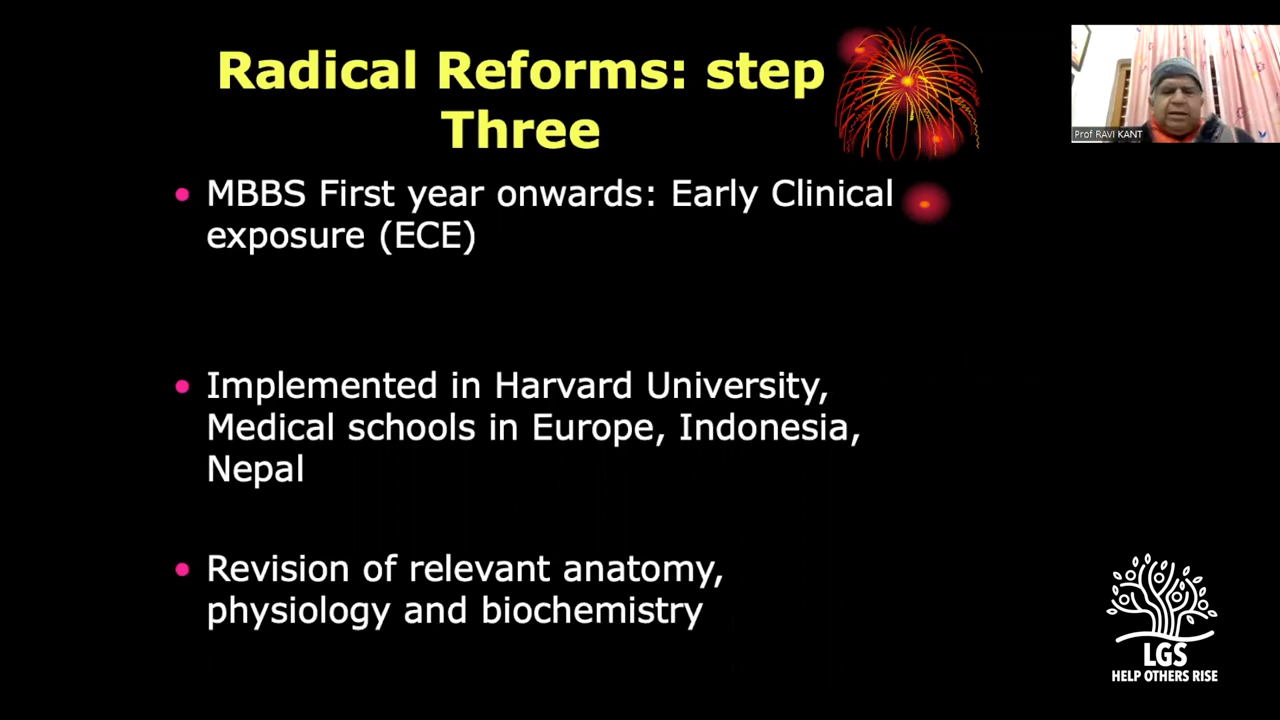 Radical Reforms: step
Three
Prof RAVI KANT
• MBBS First year onwards: Early Clinical
exposure (ECE)
• Implemented in Harvard University,
Medical schools in Europe, Indonesia,
Nepal
• Revision of relevant anatomy,
physiology and biochemistry
LGS
HELP OTHERS RISE